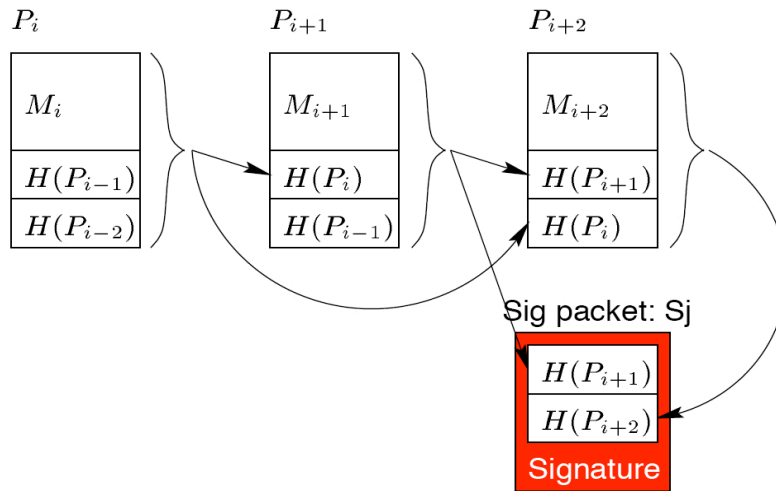 P_i P_{i+1} P_{i+2}
M_i M_{i+1} M_{i+2}
H(P_{i-1}) H(P_i) H(P_{i+1})
H(P_{i-2}) H(P_{i-1}) H(P_i)
Sig packet: Sj
H(P_{i+1})
H(P_{i+2})
Signature